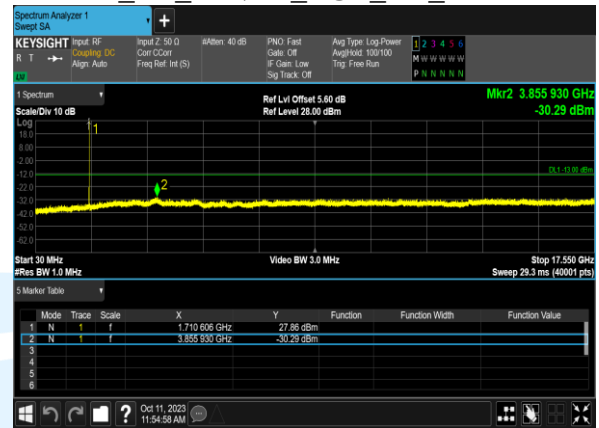 Spectrum Analyzer 1
Swept SA
+
KEYSIGHT Input: RF Input Z: 50 Ω #Atten: 40 dB PNO: Fast Avg Type: Log-Power 1 2 3 4 5 6
R T Coupling: DC Corr CCorr Gate: Off Avg|Hold: 100/100 M W W W W W
Align: Auto Freq Ref: Int (S) IF Gain: Low Trig: Free Run
Sig Track: Off P N N N N N
1 Spectrum
Ref Lvl Offset 5.60 dB Mkr2 3.855 930 GHz
Scale/Div 10 dB Ref Level 28.00 dBm -30.29 dBm
Log
18.0
8.00
-2.00
-12.0
-22.0
-32.0
-42.0
-52.0
-62.0
1
2
DL1 -13.00 dBm
Start 30 MHz Video BW 3.0 MHz Stop 17.550 GHz
#Res BW 1.0 MHz Sweep 29.3 ms (40001 pts)
5 Marker Table
Mode Trace Scale X Y Function Function Width Function Value
1 N 1 f 1.710 606 GHz 27.86 dBm
2 N 1 f 3.855 930 GHz -30.29 dBm
3
4
5
6
? Oct 11, 2023
11:54:58 AM